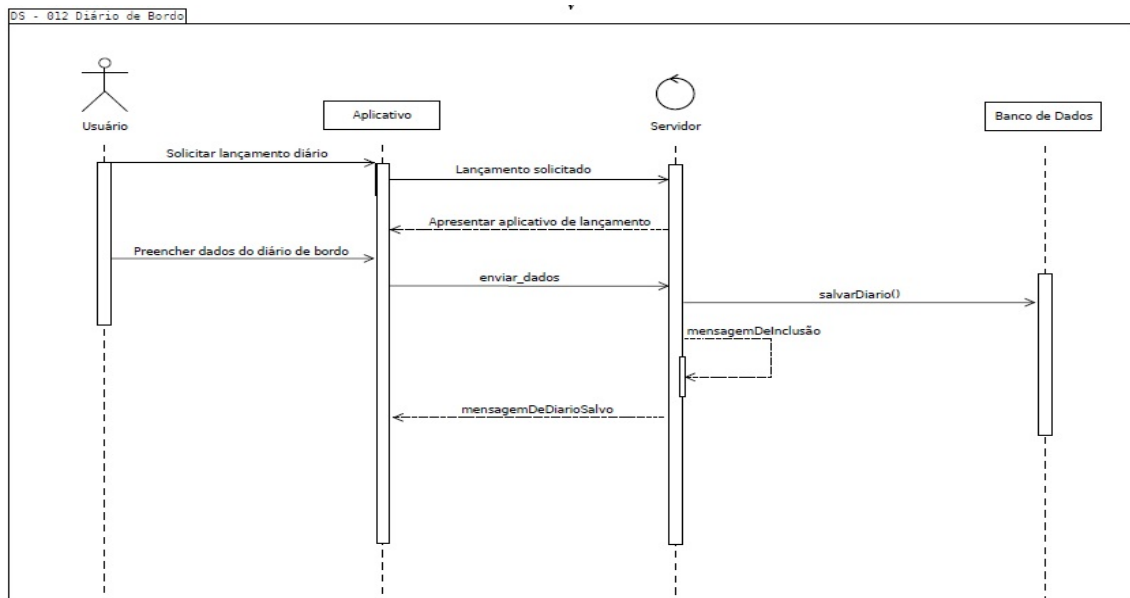 DS - 012 Diário de Bordo
Usuário
Aplicativo
Servidor
Banco de Dados
Solicitar lançamento diário
Lançamento solicitado
Apresentar aplicativo de lançamento
Preencher dados do diário de bordo
enviar_dados
salvarDiario()
mensagemDeInclusão
mensagemDeDiarioSalvo